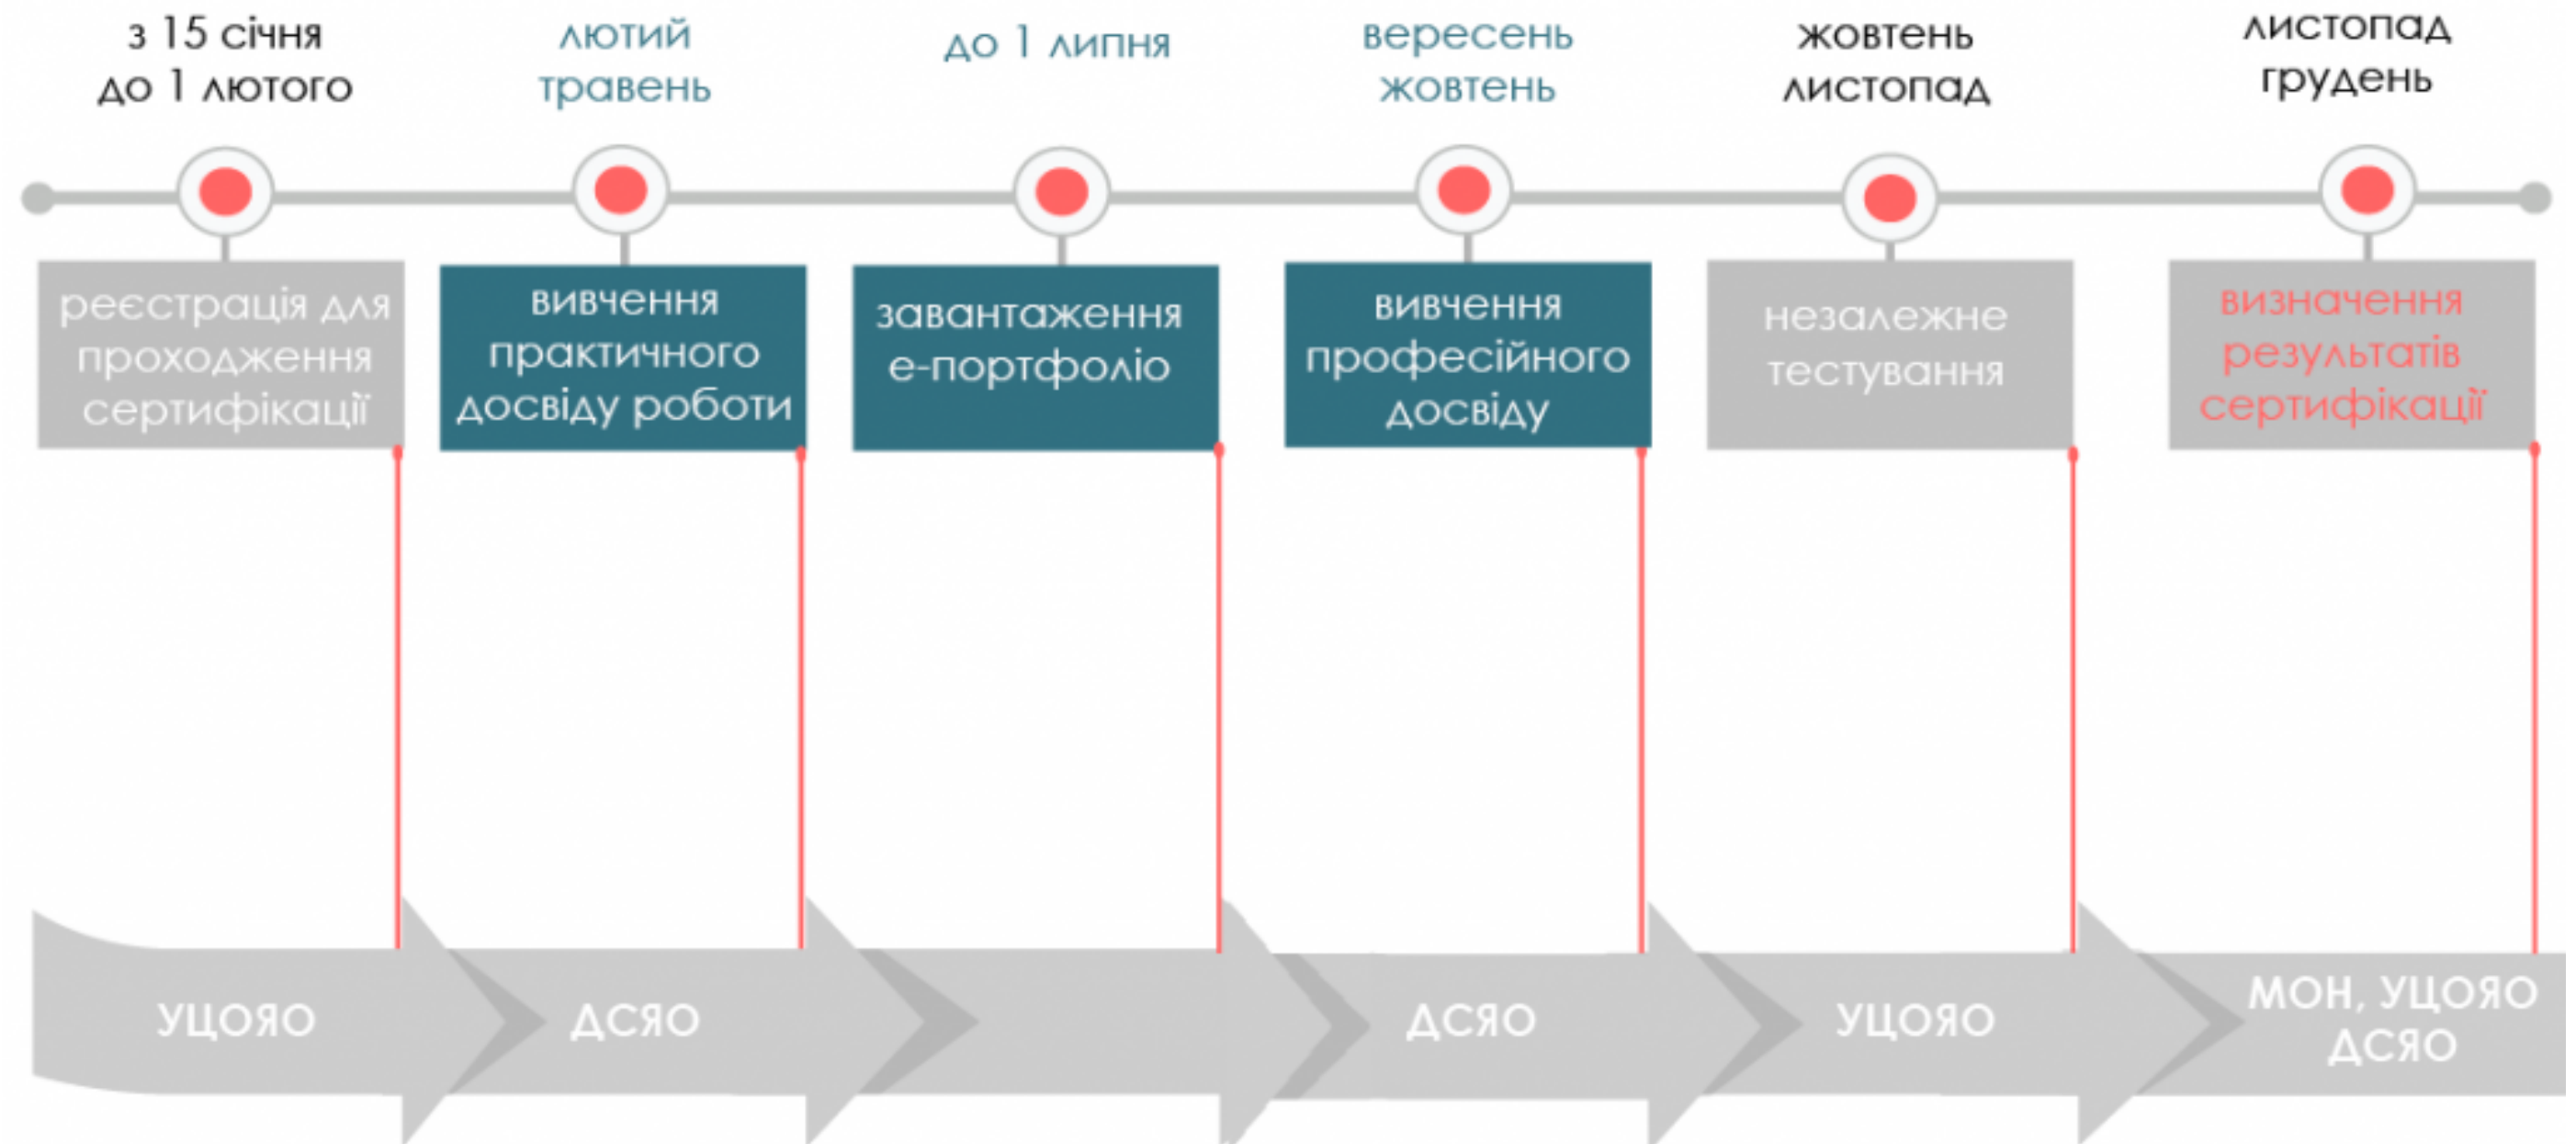 з 15 січня
до 1 лютого
лютий
травень
до 1 липня
вересень
жовтень
жовтень
листопад
листопад
грудень
реєстрація для
проходження
сертифікації
вивчення
практичного
досвіду роботи
завантаження
е-портфоліо
вивчення
професійного
досвіду
незалежне
тестування
визначення
результатів
сертифікації
УЦОЯО
ДСЯО
ДСЯО
УЦОЯО
МОН, УЦОЯО
ДСЯО